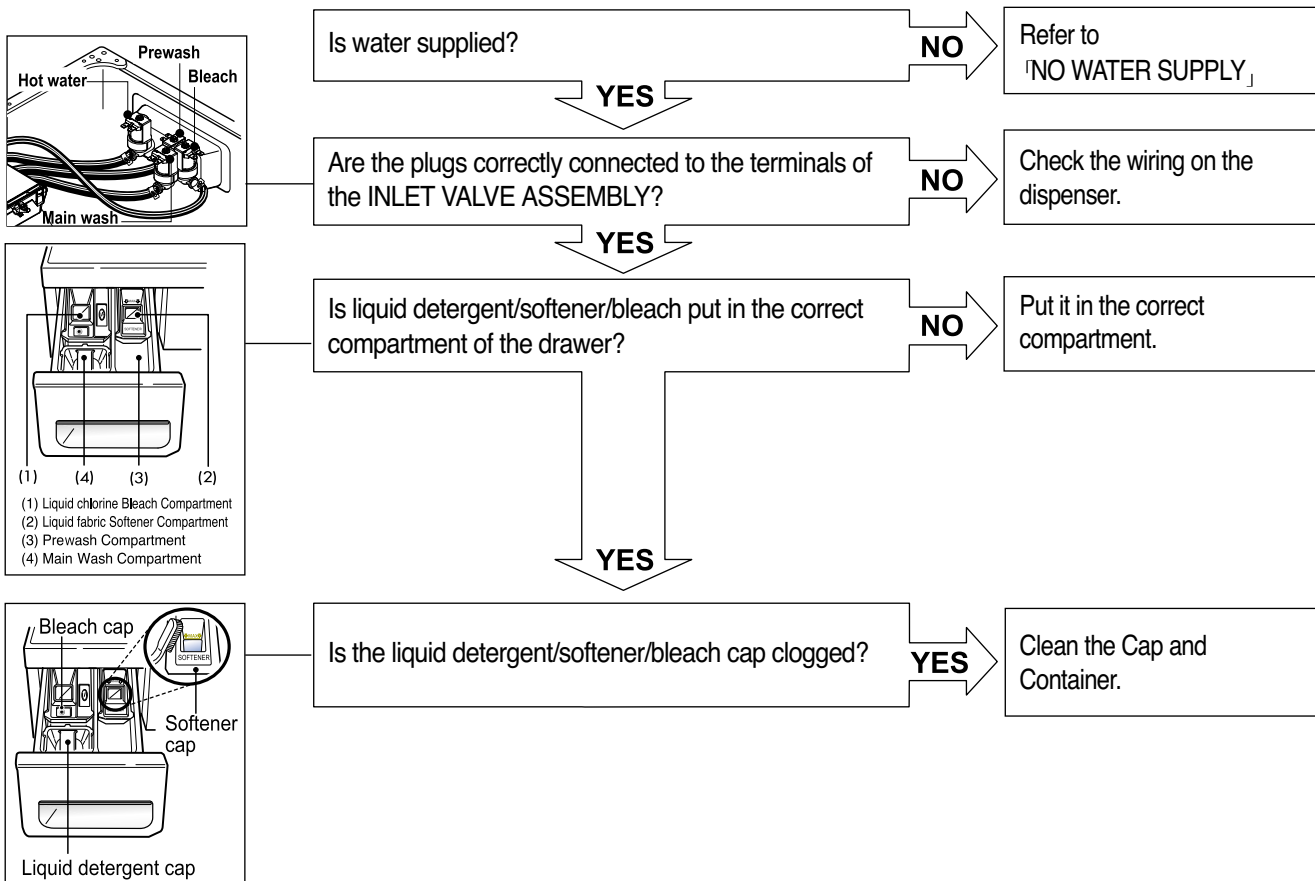 Is water supplied?
NO
Refer to
「NO WATER SUPPLY」
YES
Prewash
Hot water
Bleach
Main wash
Are the plugs correctly connected to the terminals of
the INLET VALVE ASSEMBLY?
NO
Check the wiring on the
dispenser.
YES
SOFTENER
(1) (4) (3) (2)
(1) Liquid chlorine Bleach Compartment
(2) Liquid fabric Softener Compartment
(3) Prewash Compartment
(4) Main Wash Compartment
Is liquid detergent/softener/bleach put in the correct
compartment of the drawer?
NO
Put it in the correct
compartment.
YES
Bleach cap
SOFTENER
Softener
cap
Liquid detergent cap
Is the liquid detergent/softener/bleach cap clogged?
YES
Clean the Cap and
Container.